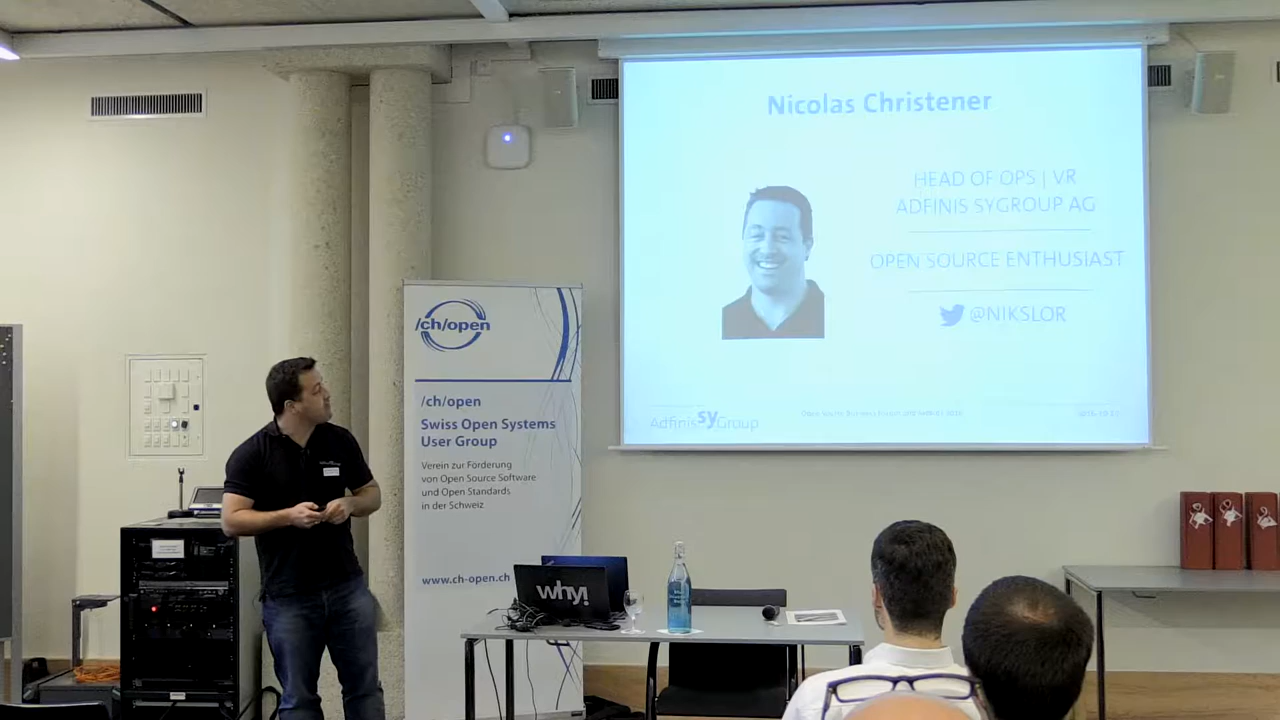 Nicolas Christener
HEAD OF OPS | VR
ADFINIS SYGROUP AG
OPEN SOURCE ENTHUSIAST
@NIKSLOR
Adfinis sy Group
/ch/open
/ch/open
Swiss Open Systems
User Group
Verein zur Förderung
von Open Source Software
und Open Standards
in der Schweiz
www.ch-open.ch
why!